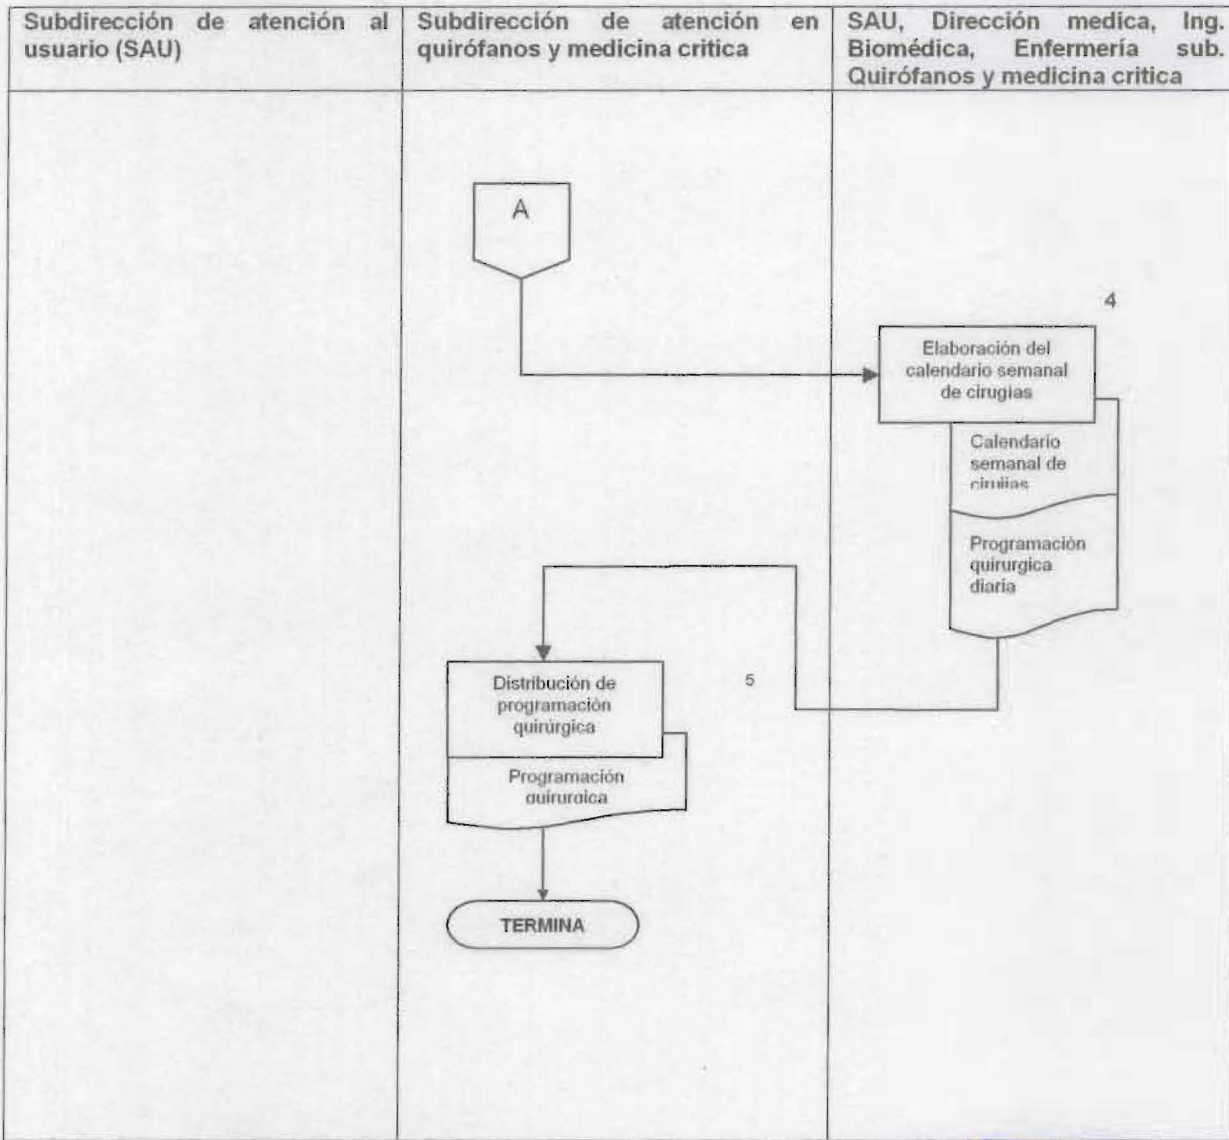 Subdirección de atención al
usuario (SAU)
Subdirección de atención en
quirófanos y medicina critica
SAU, Dirección medica, Ing.
Biomédica, Enfermería sub.
Quirófanos y medicina critica
A
4
Elaboración del
calendario semanal
de cirugias
Calendario
semanal de
cirujias
Programación
quirurgica
diaria
Distribución de
programación
quirúrgica
5
Programación
quirurgica
TERMINA